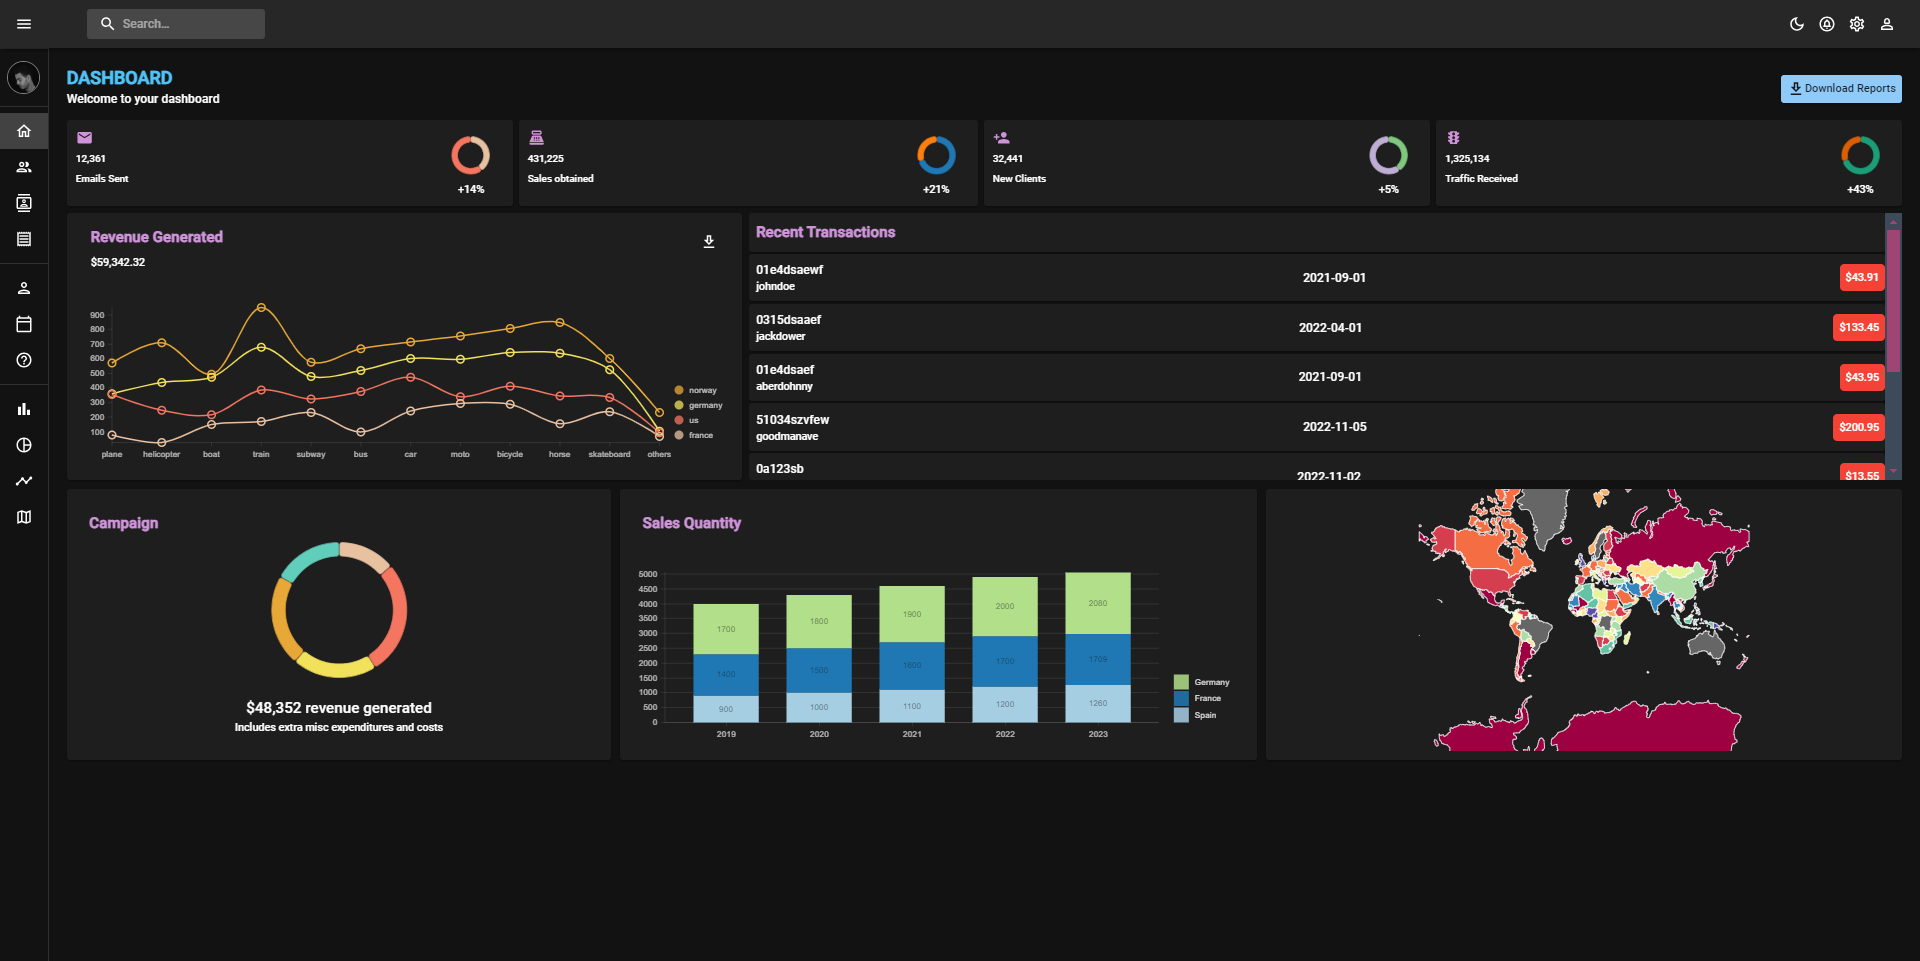 Search...
DASHBOARD
Welcome to your dashboard
Download Reports
12,361
Emails Sent
+14%
431,225
Sales obtained
+21%
32,441
New Clients
+5%
1,325,134
Traffic Received
+43%
Revenue Generated
$59,342.32
900
800
700
600
500
400
300
200
100
plane helicopter boat train subway bus car moto bicycle horse skateboard others
norway
germany
us
france
Recent Transactions
01e4dsaewf
johndoe
2021-09-01
$43.91
0315dsaaef
jackdower
2022-04-01
$133.45
01e4dsaef
aberdohnny
2021-09-01
$43.95
51034szvfew
goodmanave
2022-11-05
$200.95
0a123sb
2022-11-02
$13.55
Campaign
$48,352 revenue generated
Includes extra misc expenditures and costs
Sales Quantity
5000
4500
4000
3500
3000
2500
2000
1500
1000
500
0
1700 1800 1900 2000 2080
1400 1500 1600 1700 1709
900 1000 1100 1200 1260
2019 2020 2021 2022 2023
Germany
France
Spain